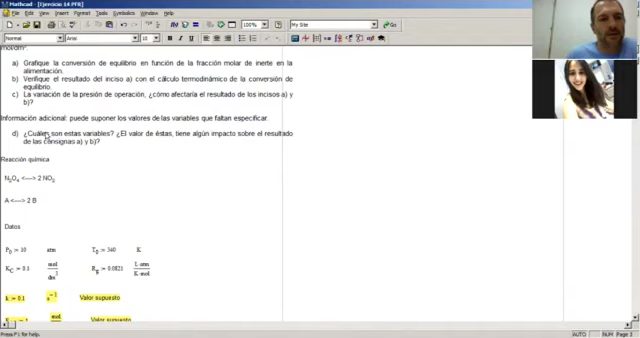 Mathcad - [Ejercicio 14 PFR]
File Edit View Insert Format Tools Symbolics Window Help
100%
My Site
Go
Normal
Arial
10
B I U
mol/dm³.
a) Grafique la conversión de equilibrio en función de la fracción molar de inerte en la
alimentación.
b) Verifique el resultado del inciso a) con el cálculo termodinámico de la conversión de
equilibrio.
c) La variación de la presión de operación, ¿cómo afectaría el resultado de los incisos a) y
b)?
Información adicional: puede suponer los valores de las variables que faltan especificar.
d) ¿Cuáles son estas variables? ¿El valor de éstas, tiene algún impacto sobre el resultado
de las consignas a) y b)?
Reacción química
N₂O₄ <---> 2 NO₂
A <---> 2 B
Datos
P₀ := 10 atm T₀ := 340 K
K_C := 0.1 mol/dm³ R_g := 0.0821 L·atm/K·mol
k := 0.1 s⁻¹ Valor supuesto
mol Valor supuesto
Press F1 for help.
AUTO NUM Page 3